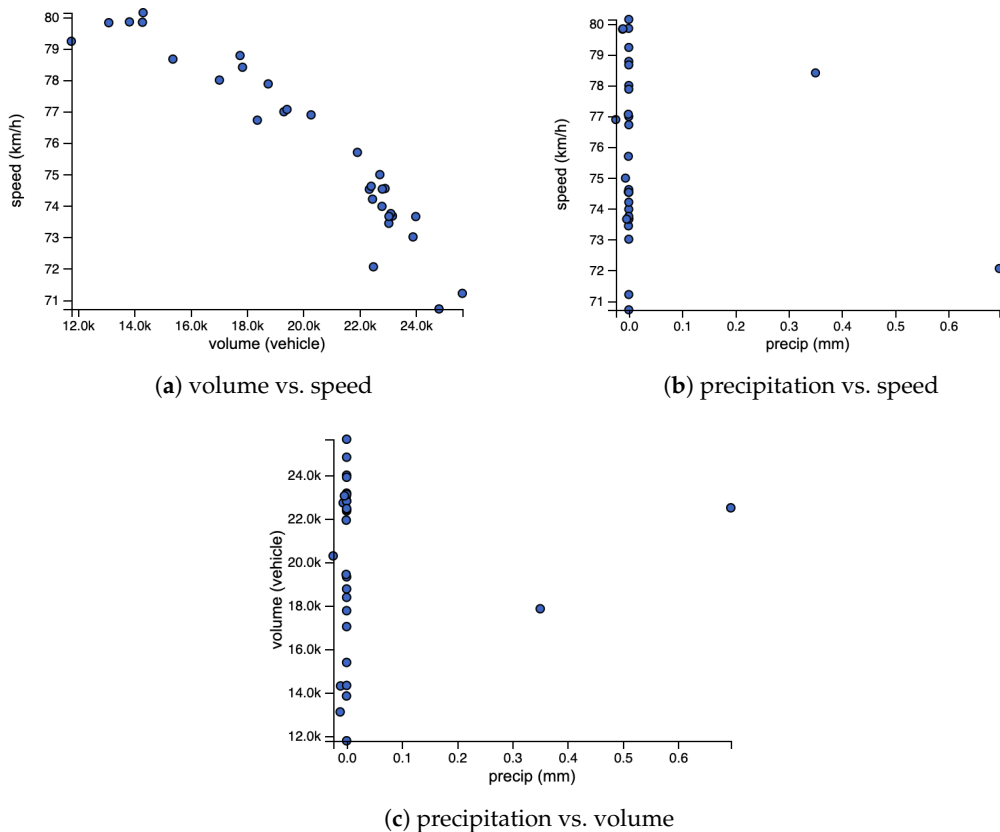 80
79
78
77
76
75
74
73
72
71
speed (km/h)
12.0k 14.0k 16.0k 18.0k 20.0k 22.0k 24.0k
volume (vehicle)
(a) volume vs. speed
80
79
78
77
76
75
74
73
72
71
speed (km/h)
0.0 0.1 0.2 0.3 0.4 0.5 0.6
precip (mm)
(b) precipitation vs. speed
24.0k
22.0k
20.0k
18.0k
16.0k
14.0k
12.0k
volume (vehicle)
0.0 0.1 0.2 0.3 0.4 0.5 0.6
precip (mm)
(c) precipitation vs. volume